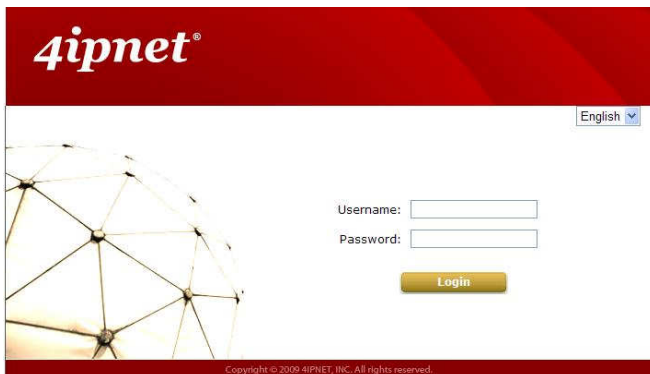 4ipnet®
English
Username:
Password:
Login
Copyright © 2009 4IPNET, INC. All rights reserved.